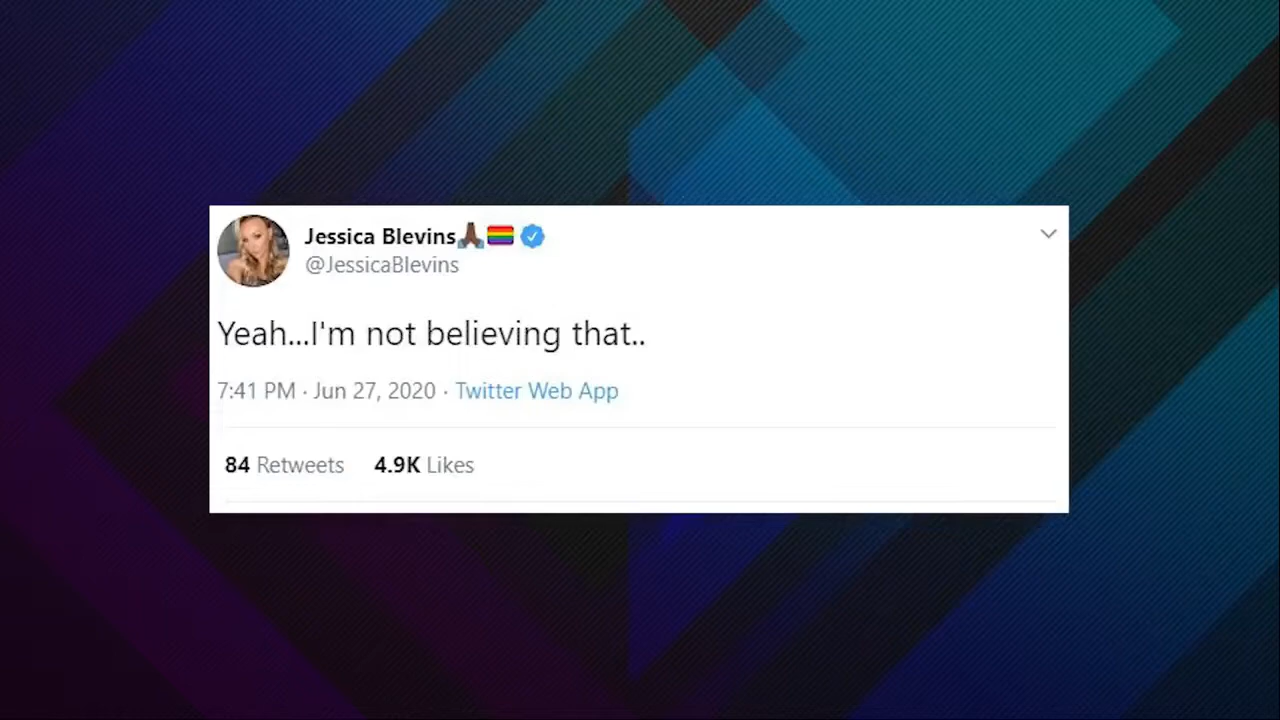 Jessica Blevins🙏🏿🏳️‍🌈
@JessicaBlevins
Yeah...I'm not believing that..
7:41 PM · Jun 27, 2020 · Twitter Web App
84 Retweets 4.9K Likes